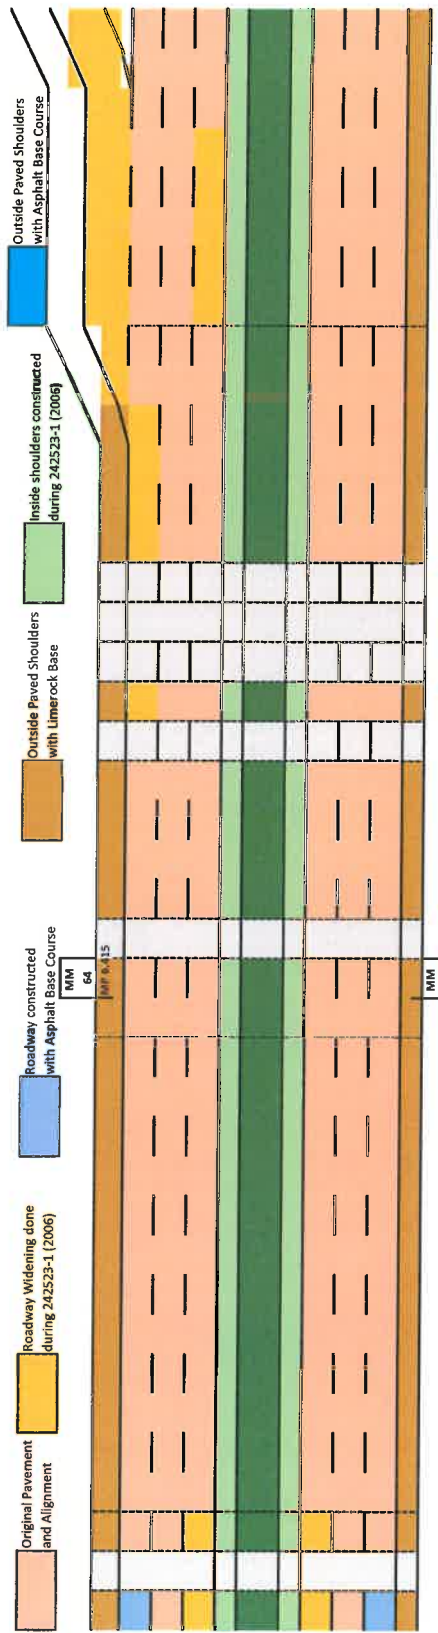 Original Pavement
and Alignment
Roadway Widening done
during 242523-1 (2006)
Roadway constructed
with Asphalt Base Course
Outside Paved Shoulders
with Limerock Base
Inside shoulders constructed
during 242523-1 (2006)
Outside Paved Shoulders
with Asphalt Base Course
MM
64
MP 6.415
MM